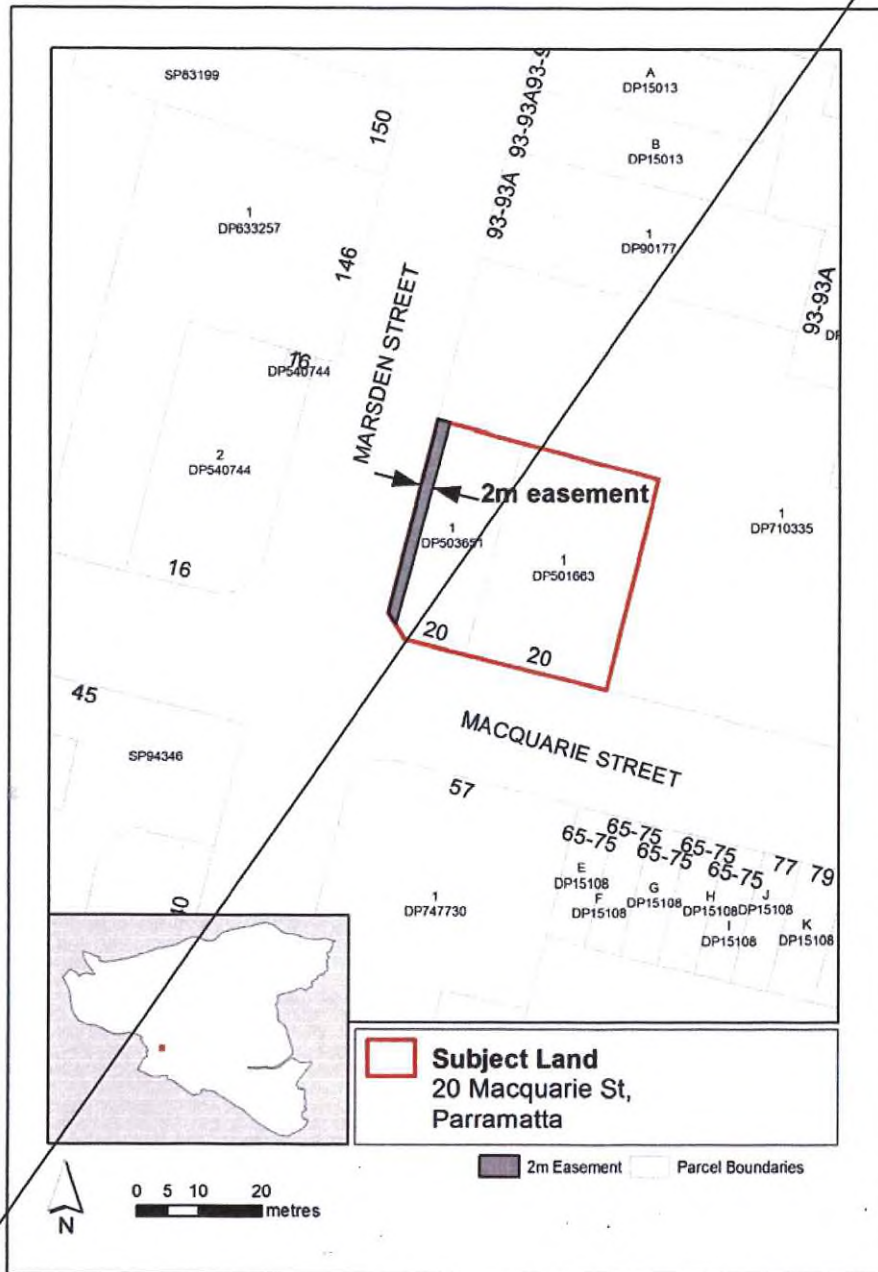 SP83199
150
93-93A
93-93A
93-9
A
DP15013
B
DP15013
1
DP633257
146
1
DP90177
93-93A
MARSDEN STREET
16
DP540744
2
DP540744
16
2m easement
1
DP503651
1
DP501663
1
DP710335
20
20
45
SP94346
MACQUARIE STREET
57
65-75
65-75
65-75
65-75
65-75
77
79
E
DP15108
F
DP15108
G
DP15108
H
DP15108
I
DP15108
J
DP15108
K
DP15108
1
DP747730
40
Subject Land
20 Macquarie St,
Parramatta
2m Easement
Parcel Boundaries
N
0 5 10 20
metres